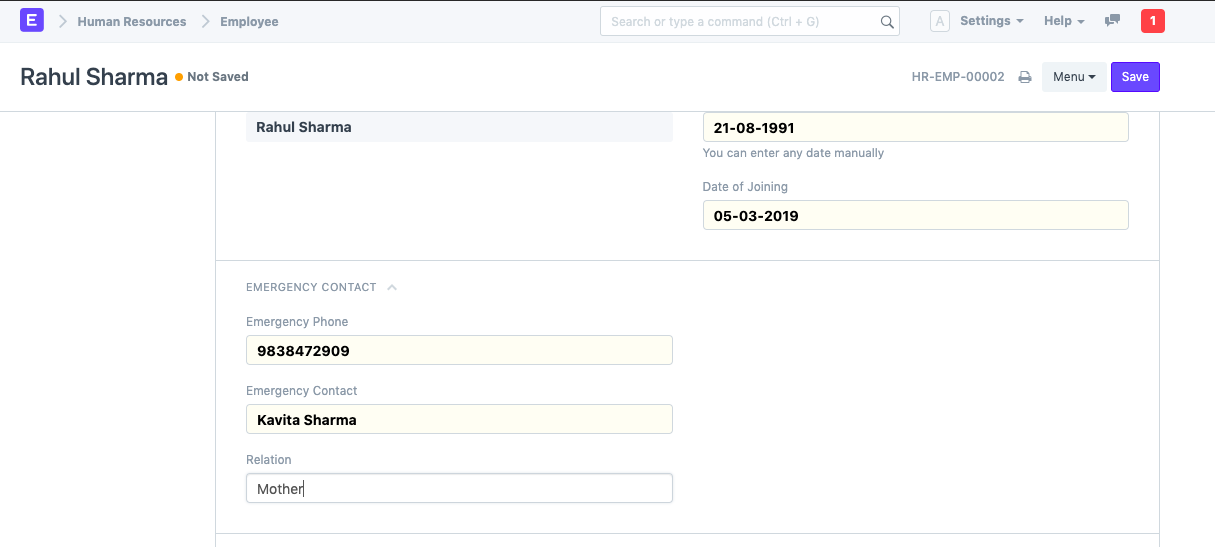 E Human Resources Employee Search or type a command (Ctrl + G) A Settings Help 1
Rahul Sharma Not Saved HR-EMP-00002 Menu Save
Rahul Sharma
21-08-1991
You can enter any date manually
Date of Joining
05-03-2019
EMERGENCY CONTACT
Emergency Phone
9838472909
Emergency Contact
Kavita Sharma
Relation
Mother